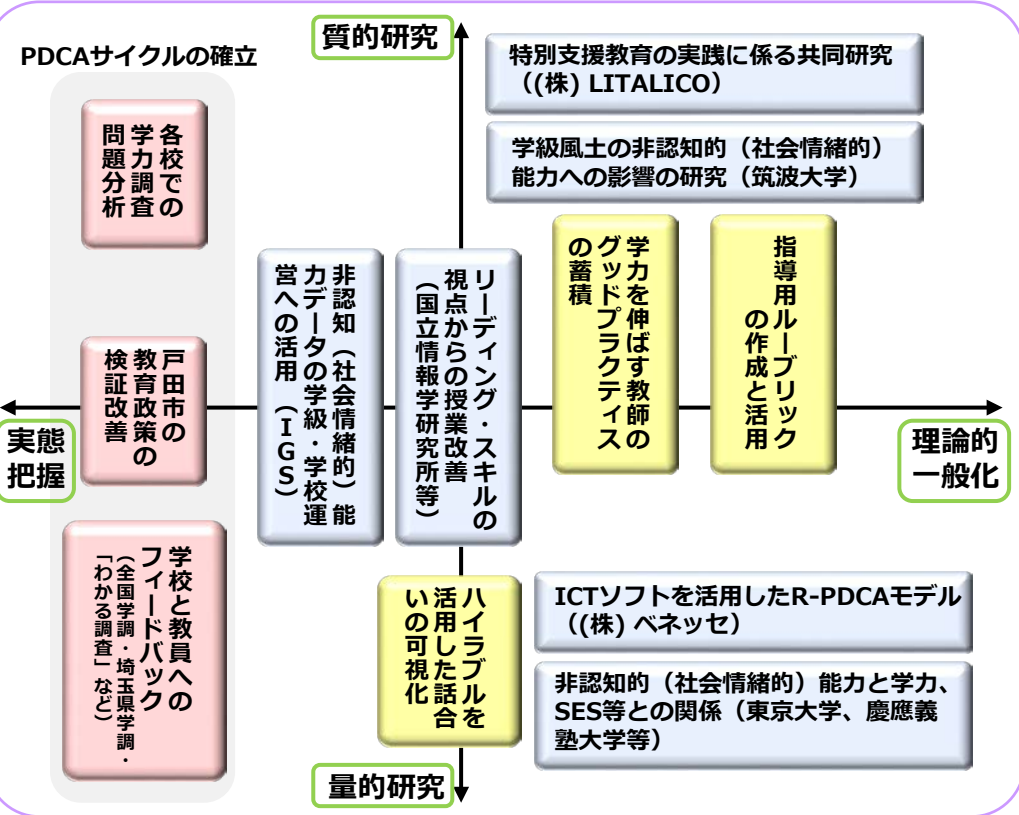 PDCAサイクルの確立
質的研究
特別支援教育の実践に係る共同研究
((株) LITALICO)
学級風土の非認知的(社会情緒的)
能力への影響の研究(筑波大学)
各校での
学力調査
問題分析
戸田市の
教育政策の
検証改善
学校と教員への
フィードバック
(全国学調・埼玉県学調・
「わかる調査」など)
非認知(社会情緒的)能
力データの学級・学校運
営への活用(IGS)
リーディング・スキルの
視点からの授業改善
(国立情報学研究所等)
学力を伸ばす教師の
グッドプラクティス
の蓄積
指導用ルーブリック
の作成と活用
実態
把握
理論的
一般化
ハイラブルを
活用した話合
いの可視化
ICTソフトを活用したR-PDCAモデル
((株) ベネッセ)
非認知的(社会情緒的)能力と学力、
SES等との関係(東京大学、慶應義
塾大学等)
量的研究